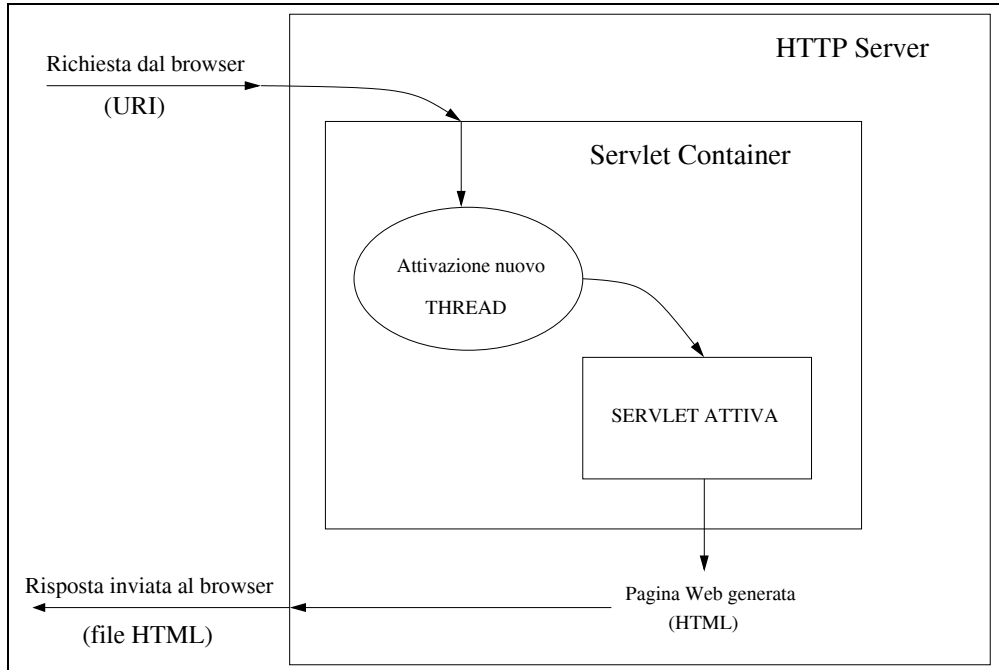 HTTP Server
Richiesta dal browser
(URI)
Servlet Container
Attivazione nuovo
THREAD
SERVLET ATTIVA
Risposta inviata al browser
(file HTML)
Pagina Web generata
(HTML)